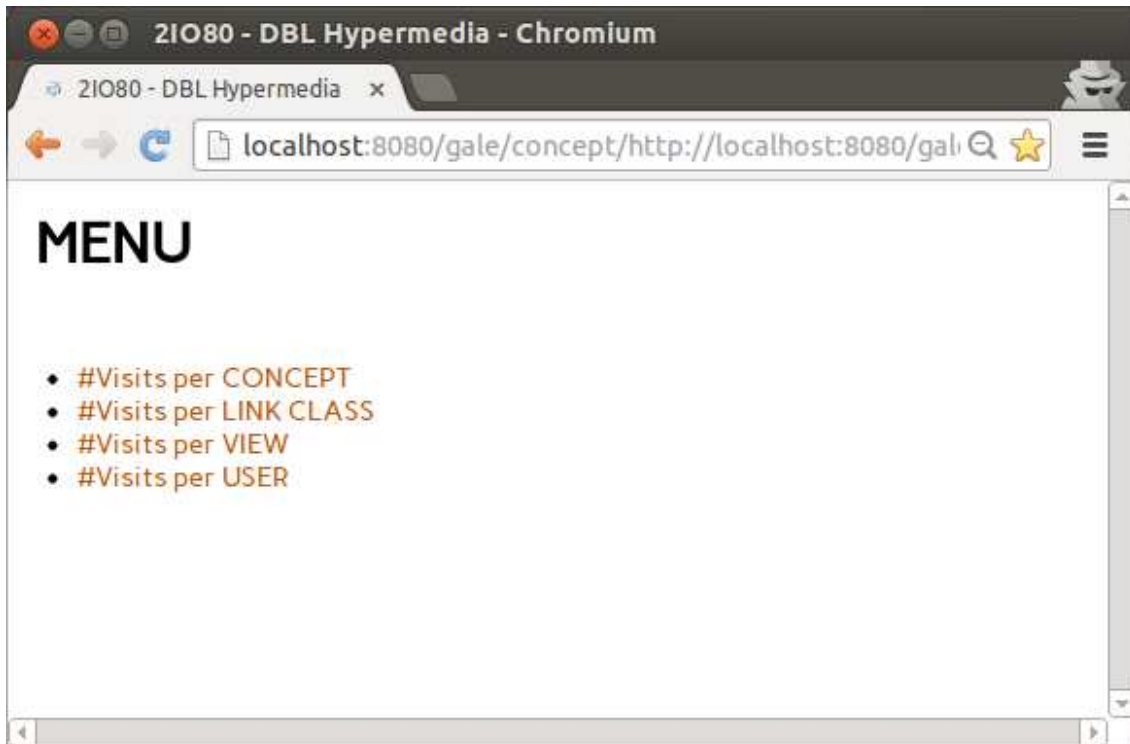 2IO80 - DBL Hypermedia - Chromium
2IO80 - DBL Hypermedia
localhost:8080/gale/concept/http://localhost:8080/gal
MENU
#Visits per CONCEPT
#Visits per LINK CLASS
#Visits per VIEW
#Visits per USER